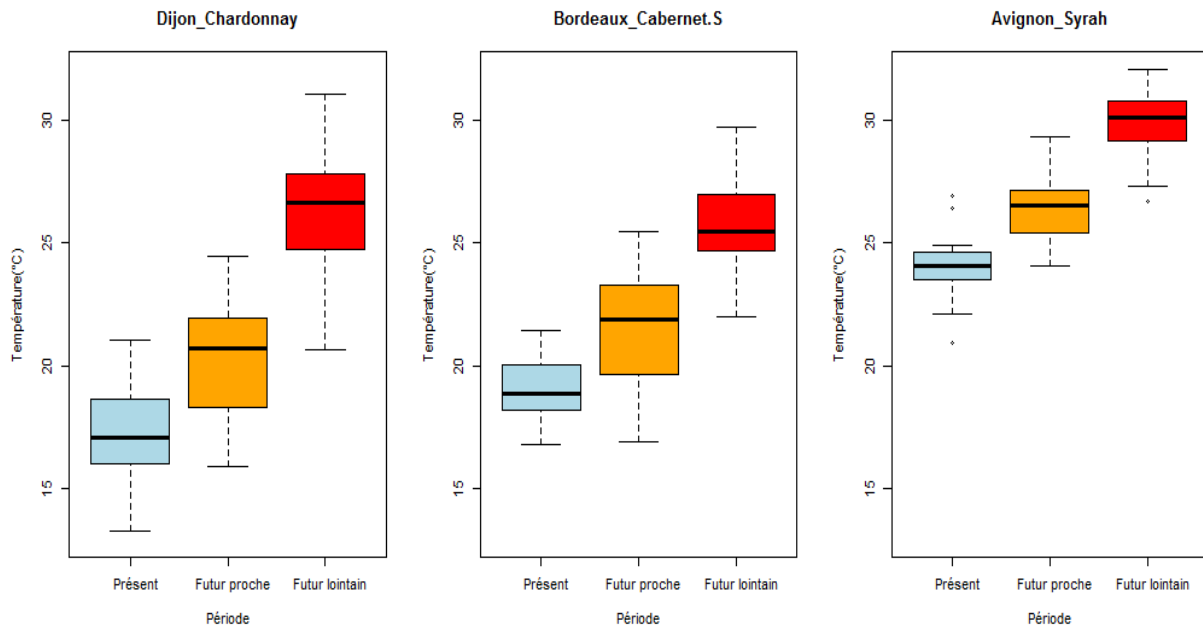 Dijon_Chardonnay
Température(°C)
30
25
20
15
Présent Futur proche Futur lointain
Période
Bordeaux_Cabernet.S
Température(°C)
30
25
20
15
Présent Futur proche Futur lointain
Période
Avignon_Syrah
Température(°C)
30
25
20
15
Présent Futur proche Futur lointain
Période